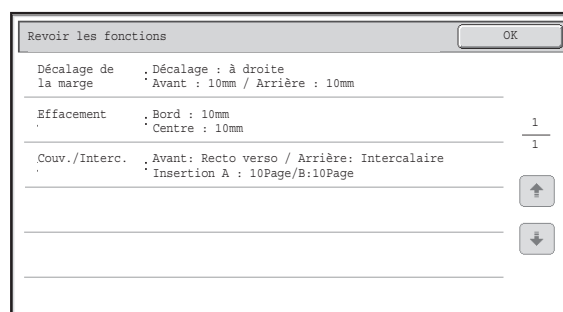 Revoir les fonctions
OK
Décalage de la marge : Décalage : à droite
Avant : 10mm / Arrière : 10mm
Effacement : Bord : 10mm
Centre : 10mm
Couv./Interc. : Avant: Recto verso / Arrière: Intercalaire
Insertion A : 10Page/B:10Page
1
1